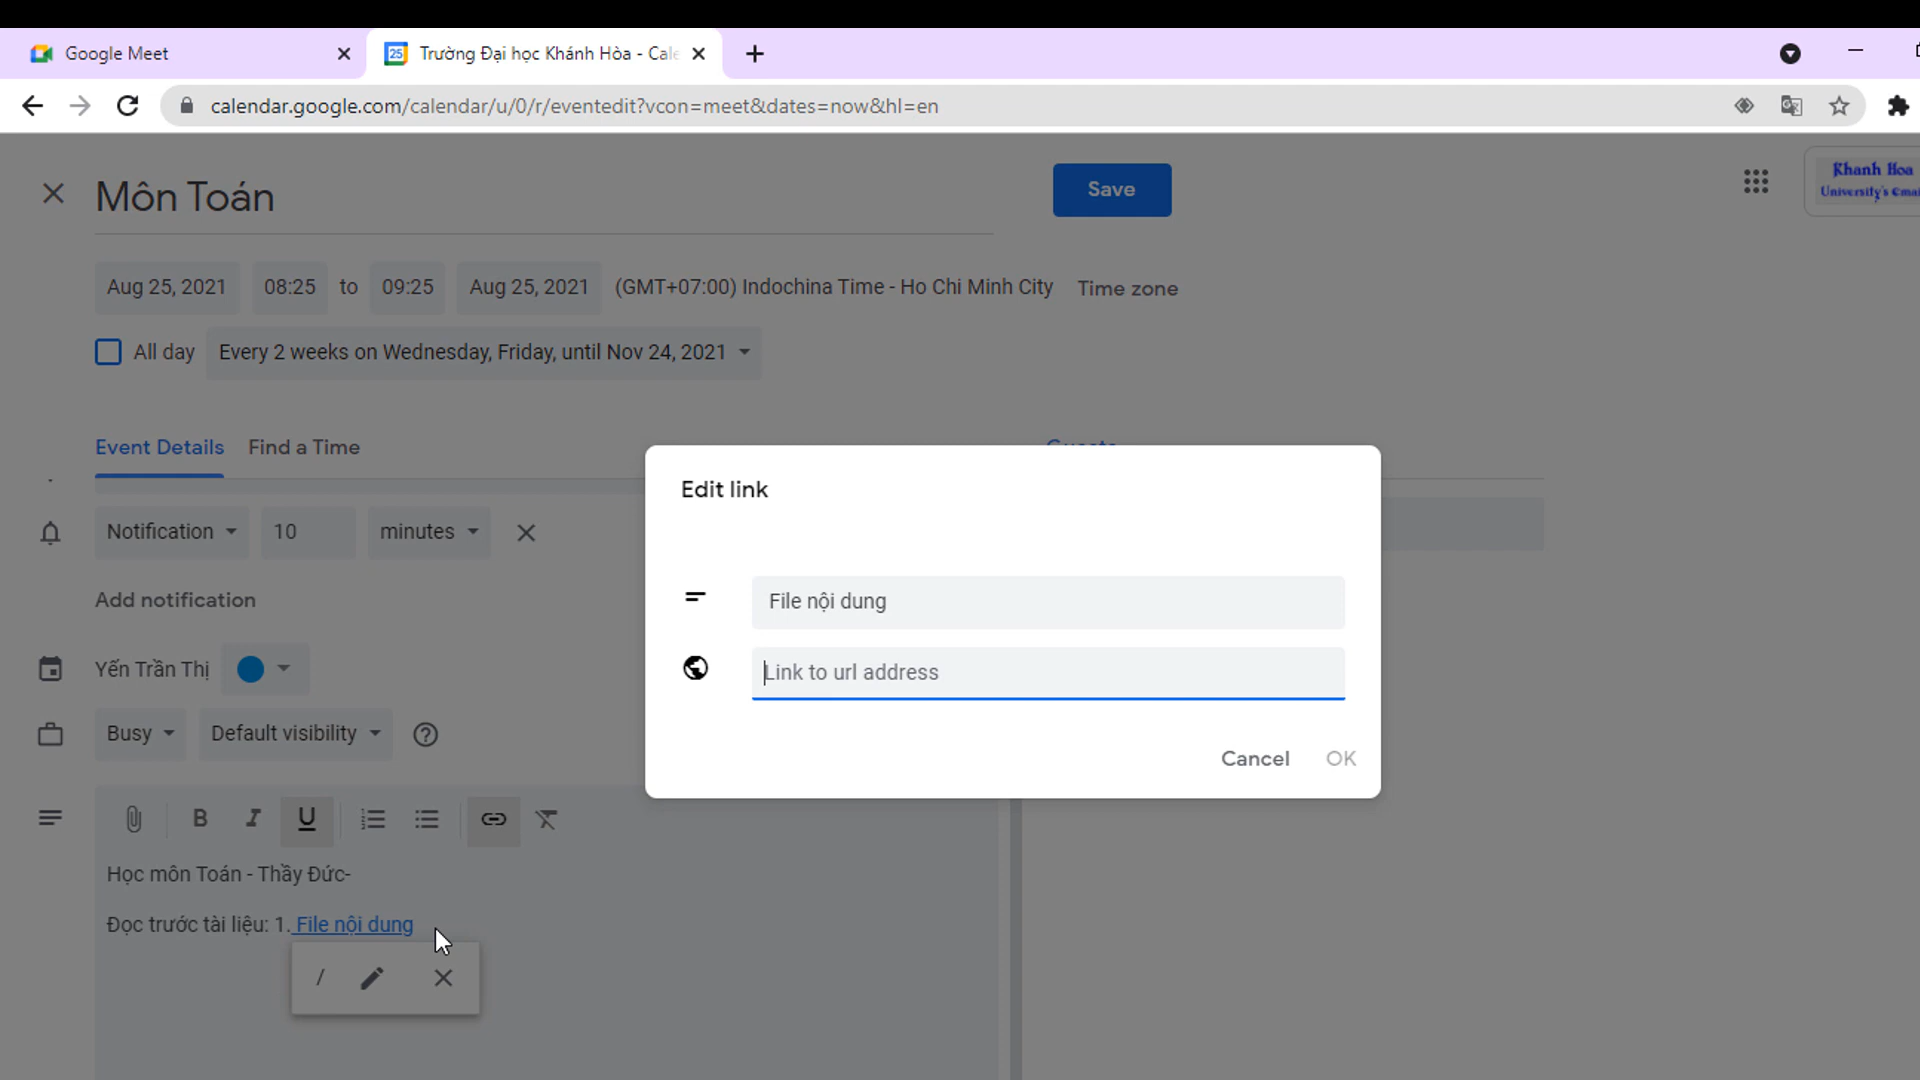 Google Meet
Trường Đại học Khánh Hòa - Cale
calendar.google.com/calendar/u/0/r/eventedit?vcon=meet&dates=now&hl=en
Môn Toán
Save
Khanh Hoa
University's
Aug 25, 2021 08:25 to 09:25 Aug 25, 2021 (GMT+07:00) Indochina Time - Ho Chi Minh City Time zone
All day Every 2 weeks on Wednesday, Friday, until Nov 24, 2021
Event Details Find a Time
Guests
Edit link
Notification 10 minutes
File nội dung
Add notification
Link to url address
Yến Trần Thị
Busy Default visibility
Cancel OK
B I U
Học môn Toán - Thầy Đức-
Đọc trước tài liệu: 1. File nội dung
/